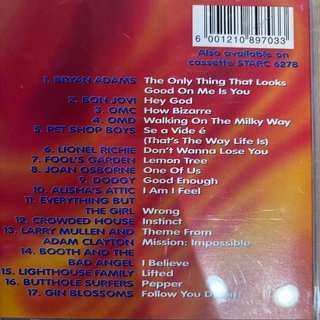 6 001210 897033
Also available on
cassette STARC 6278
1. BRYAN ADAMS The Only Thing That Looks
Good On Me Is You
2. BON JOVI Hey God
3. OMC How Bizarre
4. OMD Walking On The Milky Way
5. PET SHOP BOYS Se a Vide é
(That's The Way Life Is)
6. LIONEL RICHIE Don't Wanna Lose You
7. FOOL'S GARDEN Lemon Tree
8. JOAN OSBORNE One Of Us
9. DODGY Good Enough
10. ALISHA'S ATTIC I Am I Feel
11. EVERYTHING BUT
THE GIRL Wrong
12. CROWDED HOUSE Instinct
13. LARRY MULLEN AND Theme From
ADAM CLAYTON Mission: Impossible
14. BOOTH AND THE
BAD ANGEL I Believe
15. LIGHTHOUSE FAMILY Lifted
16. BUTTHOLE SURFERS Pepper
17. GIN BLOSSOMS Follow You Down